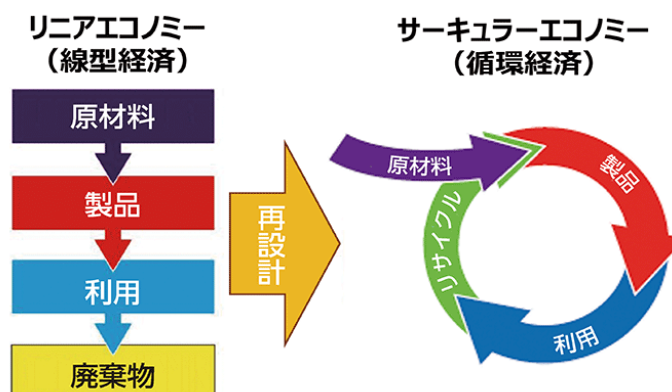 リニアエコノミー
（線型経済）
原材料
製品
利用
廃棄物
再設計
サーキュラーエコノミー
（循環経済）
原材料
製品
利用
リサイクル